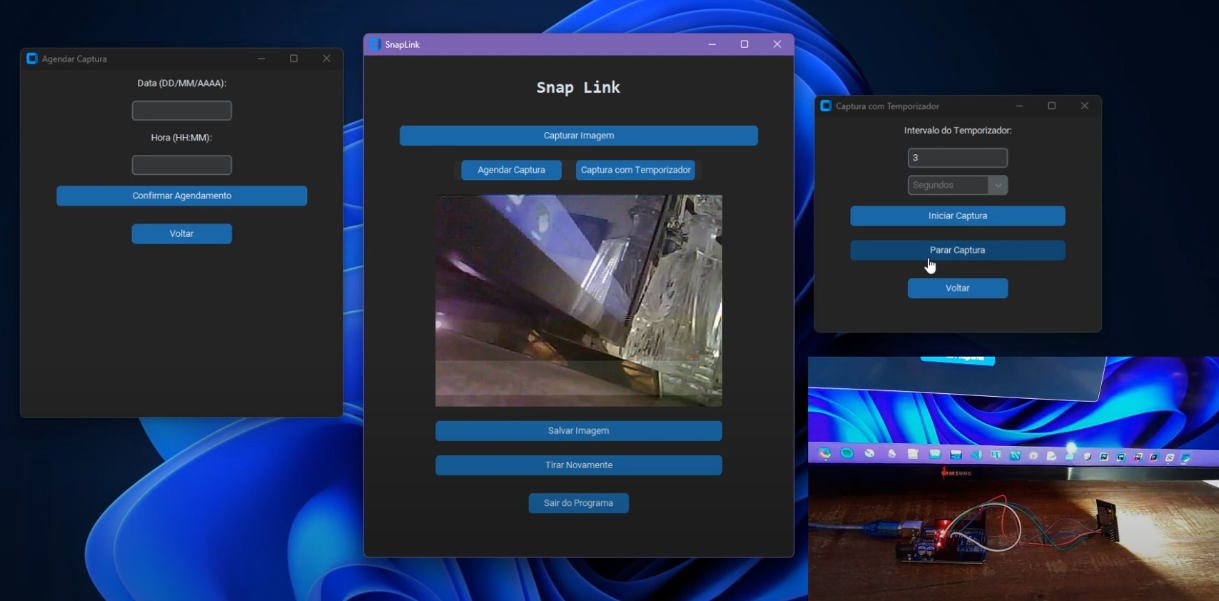 Agendar Captura
Data (DD/MM/AAAA):
Hora (HH:MM):
Confirmar Agendamento
Voltar
SnapLink
Snap Link
Capturar Imagem
Agendar Captura
Captura com Temporizador
Salvar Imagem
Tirar Novamente
Sair do Programa
Captura com Temporizador
Intervalo do Temporizador:
3
Segundos
Iniciar Captura
Parar Captura
Voltar
SAMSUNG